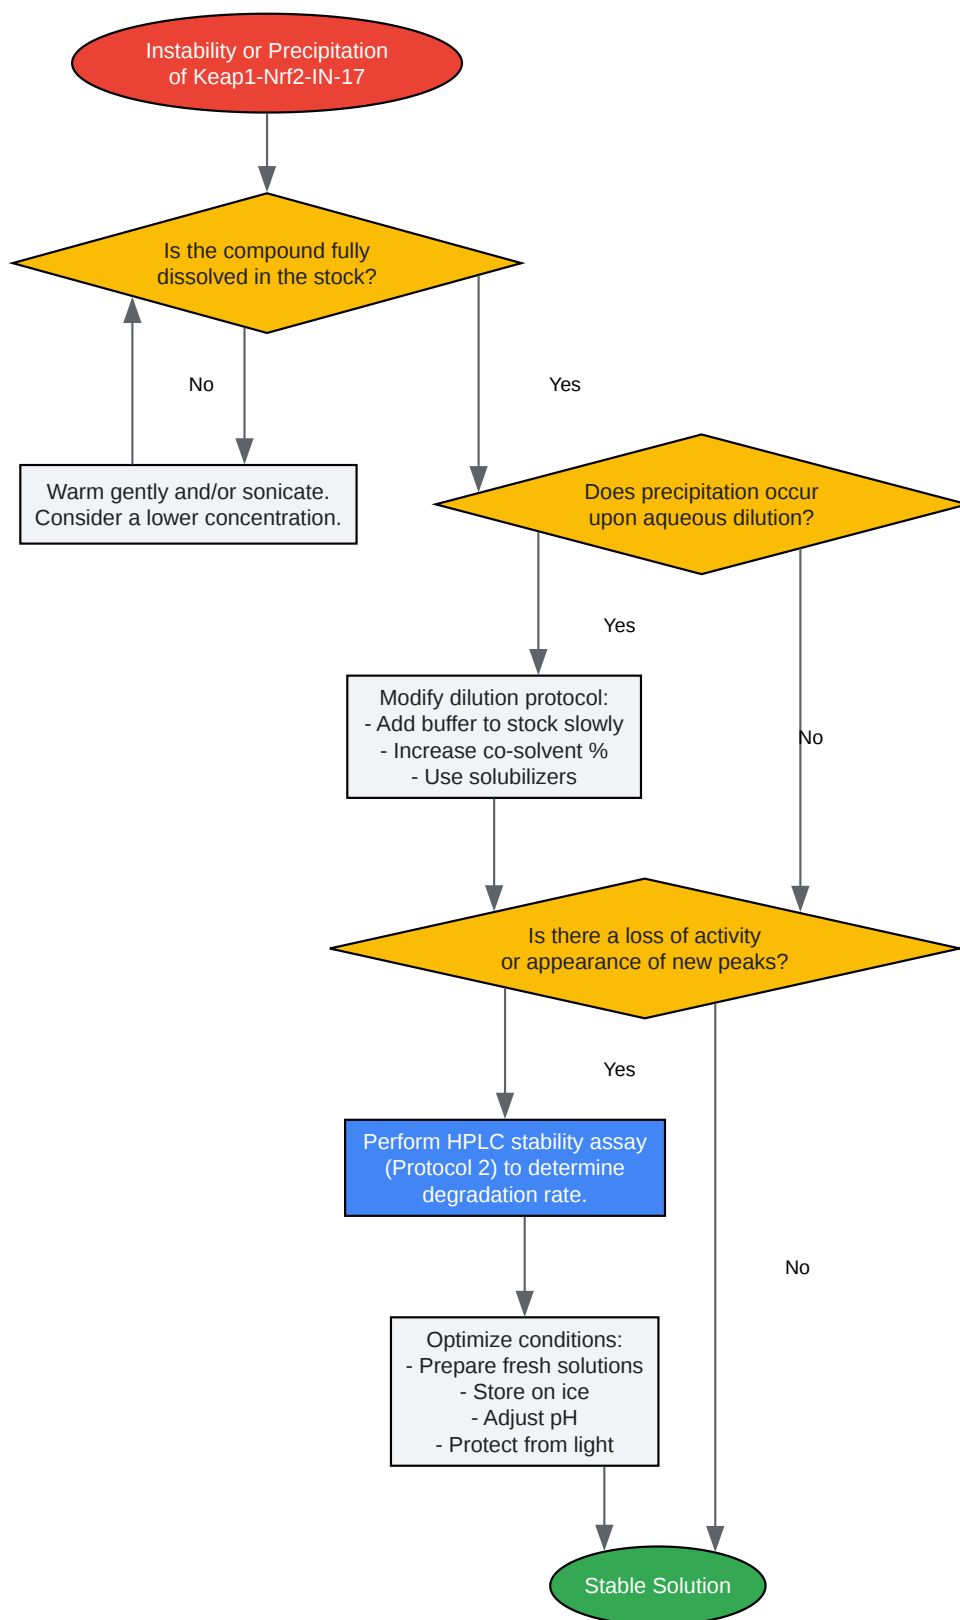 Instability or Precipitation
of Keap1-Nrf2-IN-17
Is the compound fully
dissolved in the stock?
No
Yes
Warm gently and/or sonicate.
Consider a lower concentration.
Does precipitation occur
upon aqueous dilution?
Yes
Modify dilution protocol:
- Add buffer to stock slowly
- Increase co-solvent %
- Use solubilizers
No
Is there a loss of activity
or appearance of new peaks?
Yes
Perform HPLC stability assay
(Protocol 2) to determine
degradation rate.
No
Optimize conditions:
- Prepare fresh solutions
- Store on ice
- Adjust pH
- Protect from light
Stable Solution